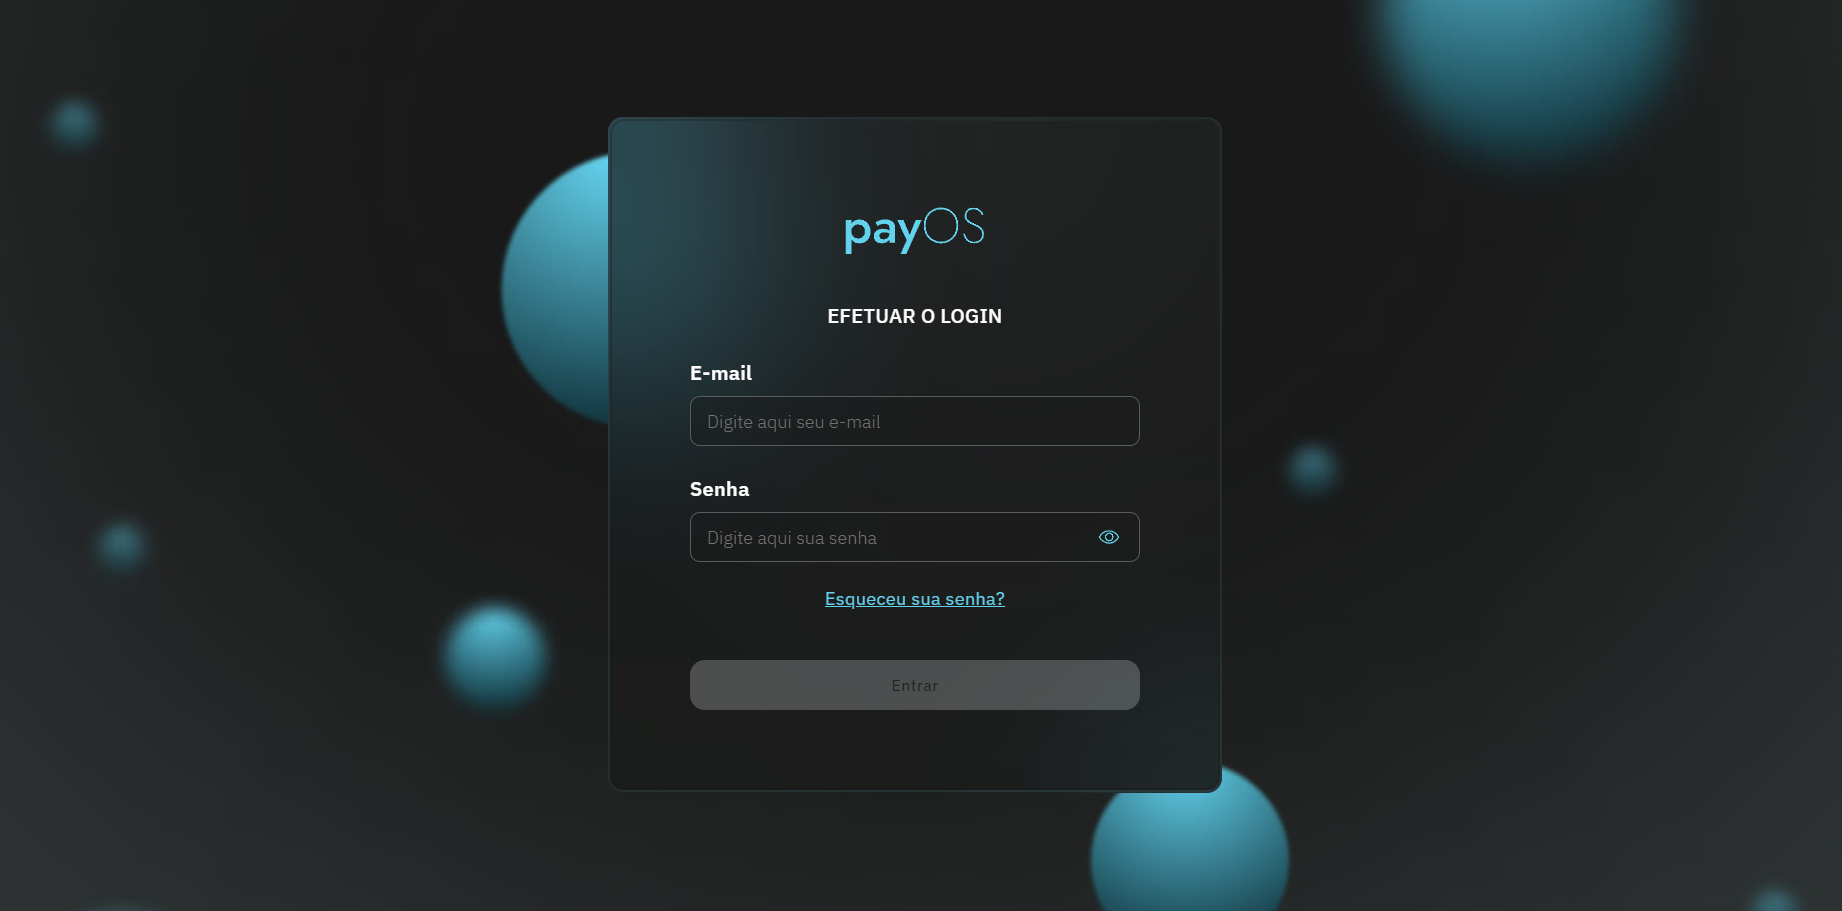 payOS
EFETUAR O LOGIN
E-mail
Digite aqui seu e-mail
Senha
Digite aqui sua senha
Esqueceu sua senha?
Entrar